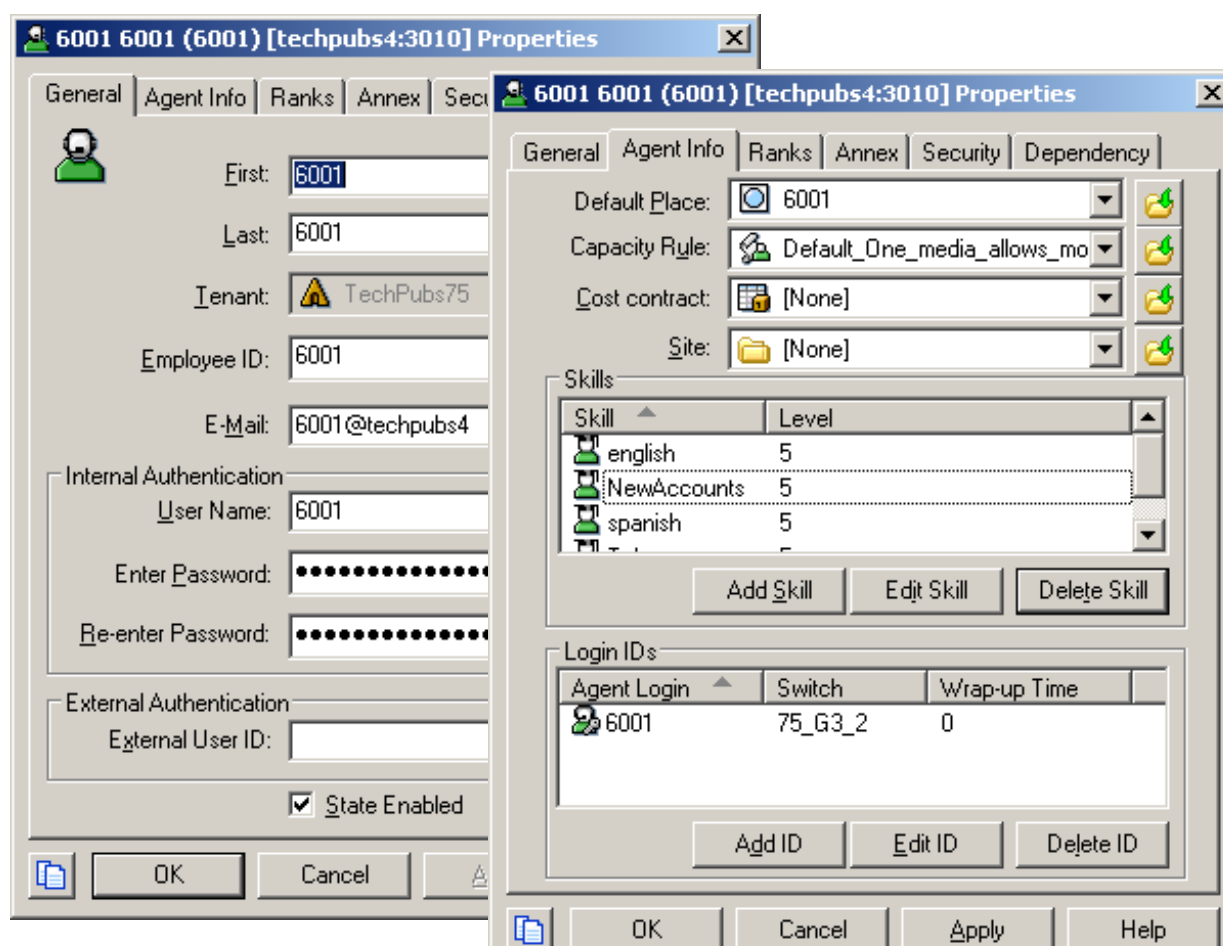 6001 6001 (6001) [techpubs4:3010] Properties
General Agent Info Ranks Annex
First: 6001
Last: 6001
Tenant: TechPubs75
Employee ID: 6001
E-Mail: 6001@techpubs4
Internal Authentication
User Name: 6001
Enter Password: ••••••••••••••
Re-enter Password: ••••••••••••••
External Authentication
External User ID:
State Enabled
OK Cancel
6001 6001 (6001) [techpubs4:3010] Properties
General Agent Info Ranks Annex Security Dependency
Default Place: 6001
Capacity Rule: Default_One_media_allows_mo
Cost contract: [None]
Site: [None]
Skills
Skill Level
english 5
NewAccounts 5
spanish 5
Add Skill Edit Skill Delete Skill
Login IDs
Agent Login Switch Wrap-up Time
6001 75_G3_2 0
Add ID Edit ID Delete ID
OK Cancel Apply Help